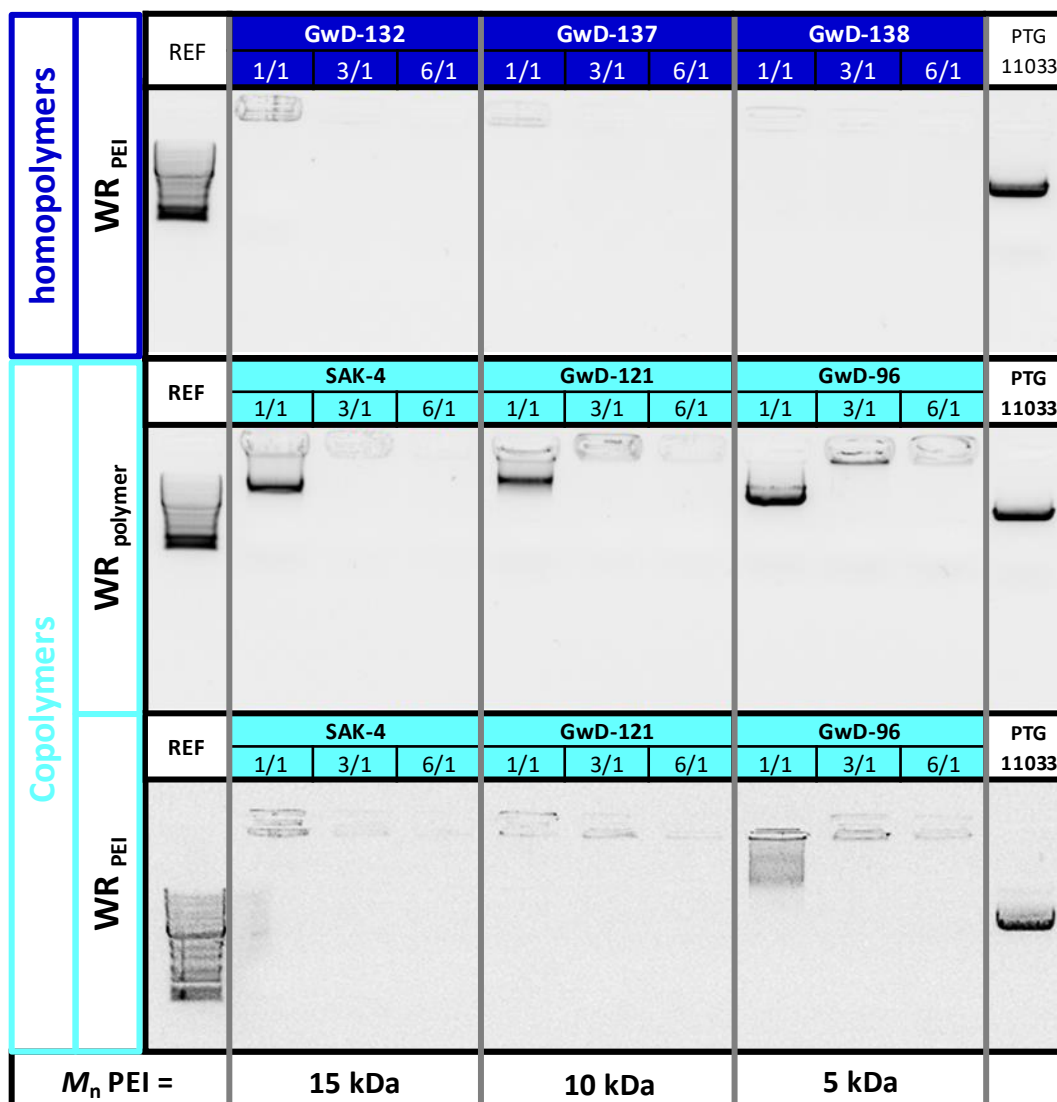 homopolymers
WR PEI
REF
GwD-132
GwD-137
GwD-138
PTG
11033
1/1 3/1 6/1 1/1 3/1 6/1 1/1 3/1 6/1
Copolymers
WR polymer
REF
SAK-4
GwD-121
GwD-96
PTG
11033
1/1 3/1 6/1 1/1 3/1 6/1 1/1 3/1 6/1
WR PEI
REF
SAK-4
GwD-121
GwD-96
PTG
11033
1/1 3/1 6/1 1/1 3/1 6/1 1/1 3/1 6/1
Mn PEI = 15 kDa 10 kDa 5 kDa